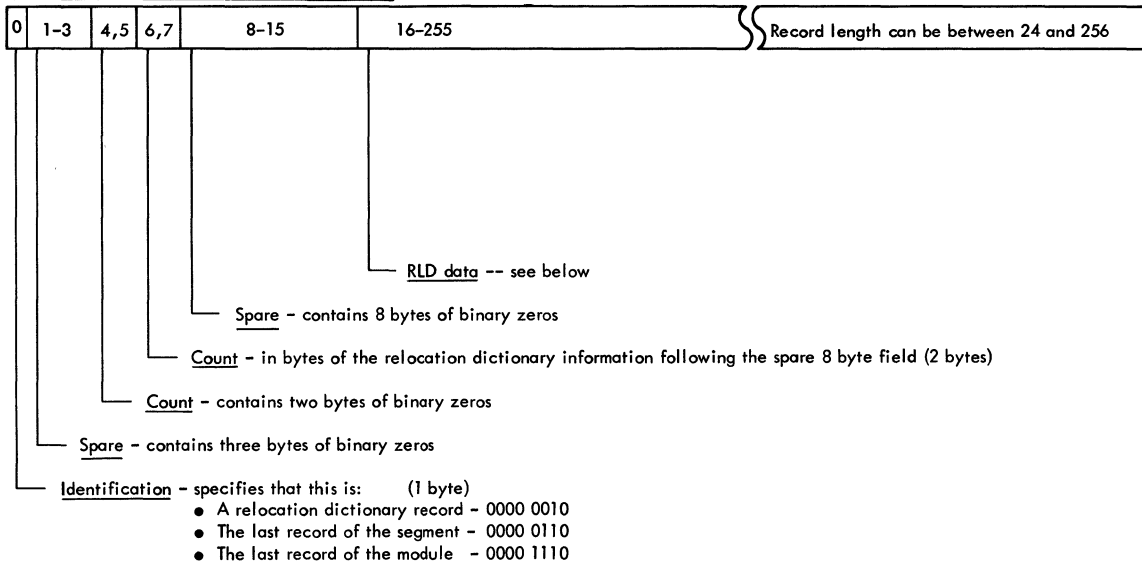 0 1-3 4,5 6,7 8-15 16-255 Record length can be between 24 and 256
RLD data -- see below
Spare - contains 8 bytes of binary zeros
Count - in bytes of the relocation dictionary information following the spare 8 byte field (2 bytes)
Count - contains two bytes of binary zeros
Spare - contains three bytes of binary zeros
Identification - specifies that this is: (1 byte)
● A relocation dictionary record - 0000 0010
● The last record of the segment - 0000 0110
● The last record of the module - 0000 1110